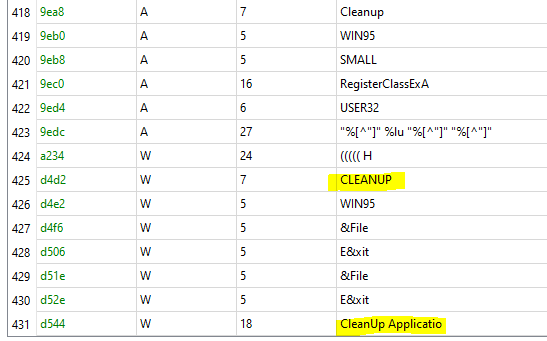 418 9ea8 A 7 Cleanup
419 9eb0 A 5 WIN95
420 9eb8 A 5 SMALL
421 9ec0 A 16 RegisterClassExA
422 9ed4 A 6 USER32
423 9edc A 27 "%[^"]" %lu "%[^"]" "%[^"]"
424 a234 W 24 ((((( H
425 d4d2 W 7 CLEANUP
426 d4e2 W 5 WIN95
427 d4f6 W 5 &File
428 d506 W 5 E&xit
429 d51e W 5 &File
430 d52e W 5 E&xit
431 d544 W 18 CleanUp Applicatio